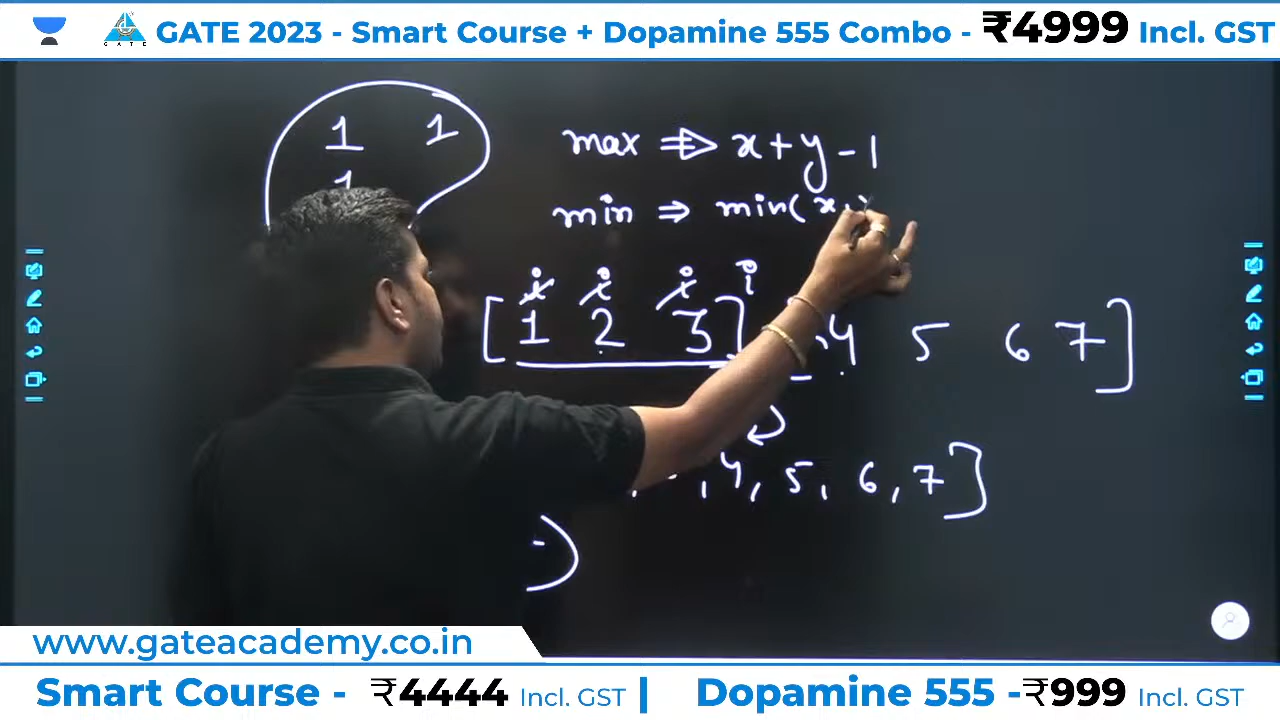 GATE
GATE 2023 - Smart Course + Dopamine 555 Combo - ₹4999 Incl. GST
1 1
max ⇒ x+y-1
1
min ⇒ min(x,
i i i i
[1 2 3] 4 5 6 7]
, 4, 5, 6, 7]
www.gateacademy.co.in
Smart Course - ₹4444 Incl. GST | Dopamine 555 -₹999 Incl. GST